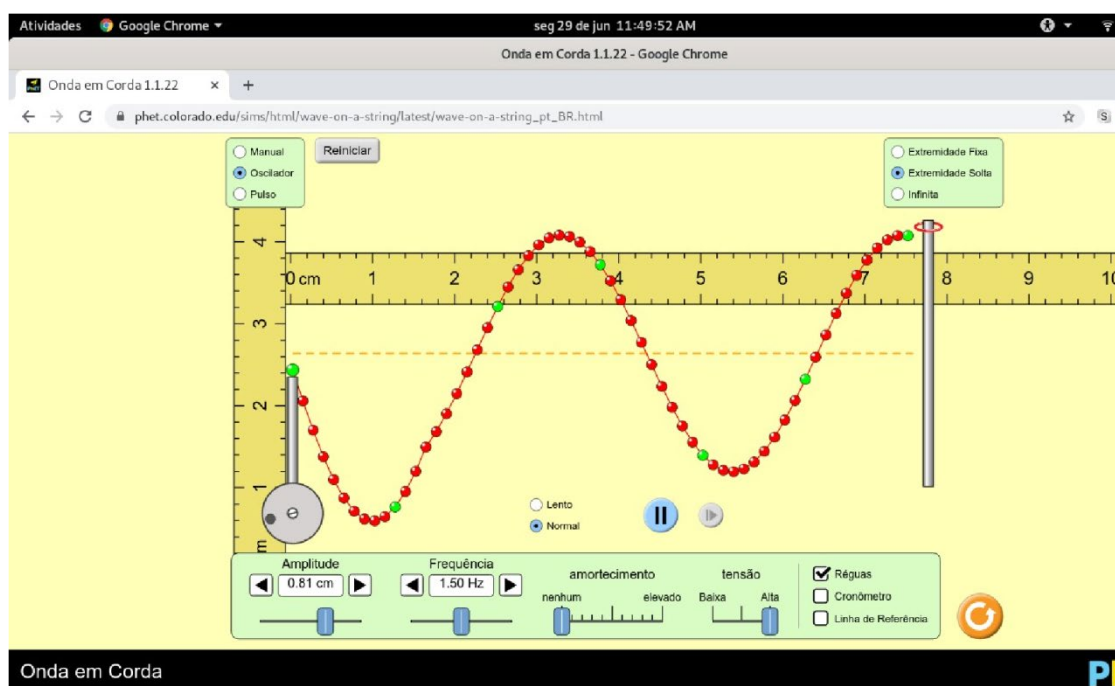 Atividades Google Chrome seg 29 de jun 11:49:52 AM
Onda em Corda 1.1.22 - Google Chrome
Onda em Corda 1.1.22 × +
phet.colorado.edu/sims/html/wave-on-a-string/latest/wave-on-a-string_pt_BR.html
Manual
Oscilador
Pulso
Reiniciar
Extremidade Fixa
Extremidade Solta
Infinita
4
3
2
1
0 cm 1 2 3 4 5 6 7 8 9 10
Lento
Normal
Amplitude
0.81 cm
Frequência
1.50 Hz
amortecimento
nenhum elevado
tensão
Baixa Alta
Réguas
Cronômetro
Linha de Referência
Onda em Corda